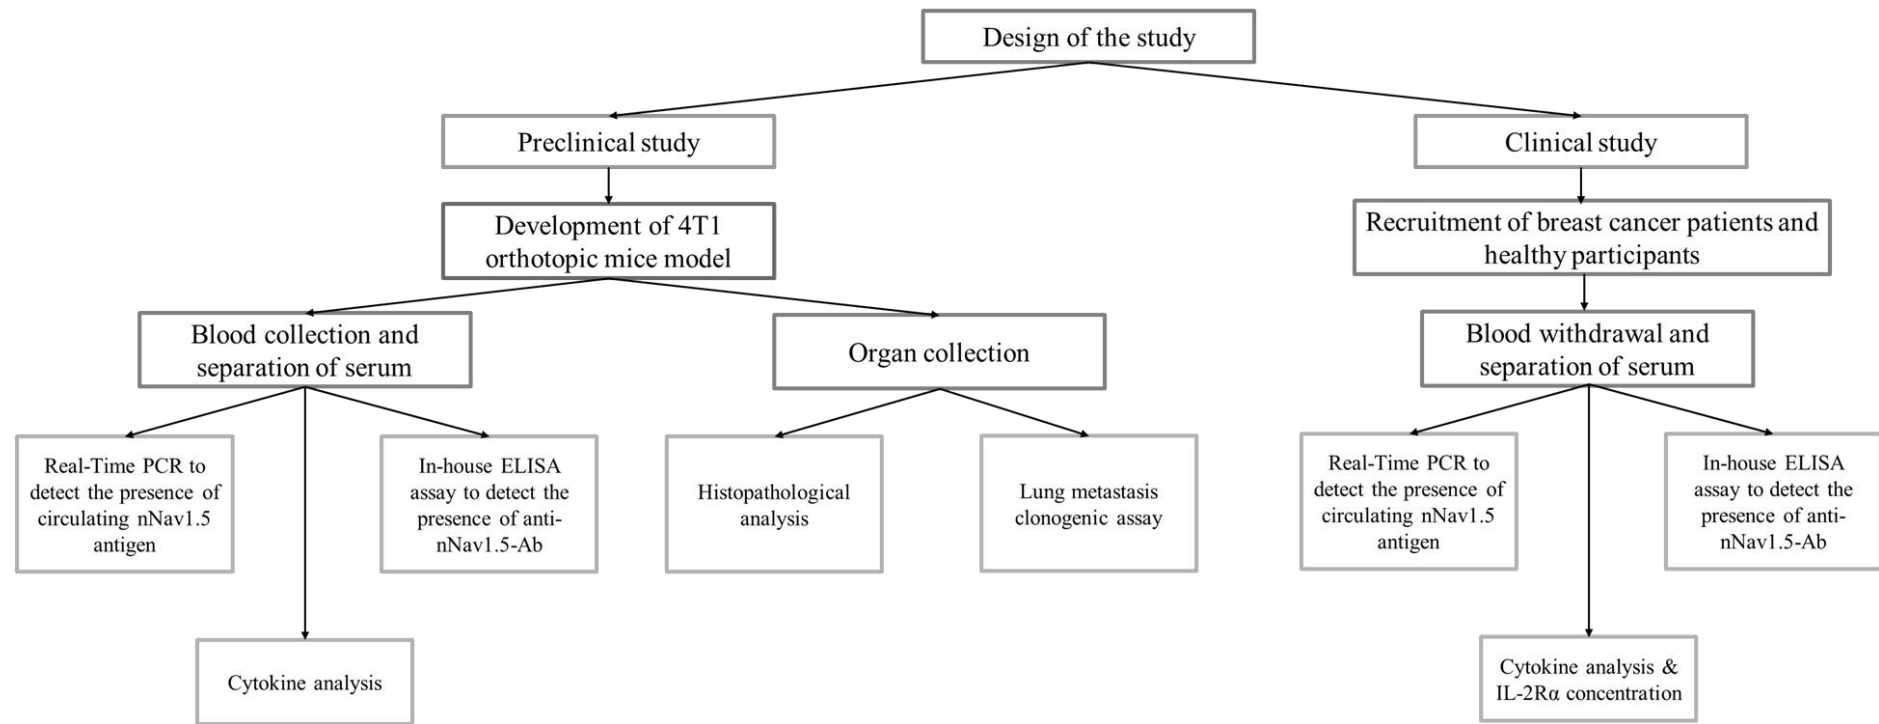 Design of the study
Preclinical study
Clinical study
Development of 4T1
orthotopic mice model
Recruitment of breast cancer patients and
healthy participants
Blood collection and
separation of serum
Organ collection
Blood withdrawal and
separation of serum
Real-Time PCR to
detect the presence of
circulating nNav1.5
antigen
In-house ELISA
assay to detect the
presence of anti-
nNav1.5-Ab
Histopathological
analysis
Lung metastasis
clonogenic assay
Real-Time PCR to
detect the presence of
circulating nNav1.5
antigen
In-house ELISA
assay to detect the
presence of anti-
nNav1.5-Ab
Cytokine analysis
Cytokine analysis &
IL-2Rα concentration